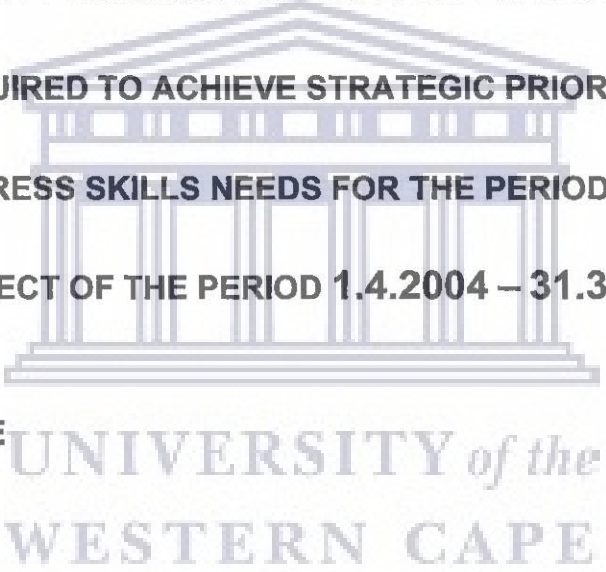 UIRED TO ACHIEVE STRATEGIC PRIOR
RESS SKILLS NEEDS FOR THE PERIOD
ECT OF THE PERIOD 1.4.2004 – 31.3
E
UNIVERSITY of the
WESTERN CAPE